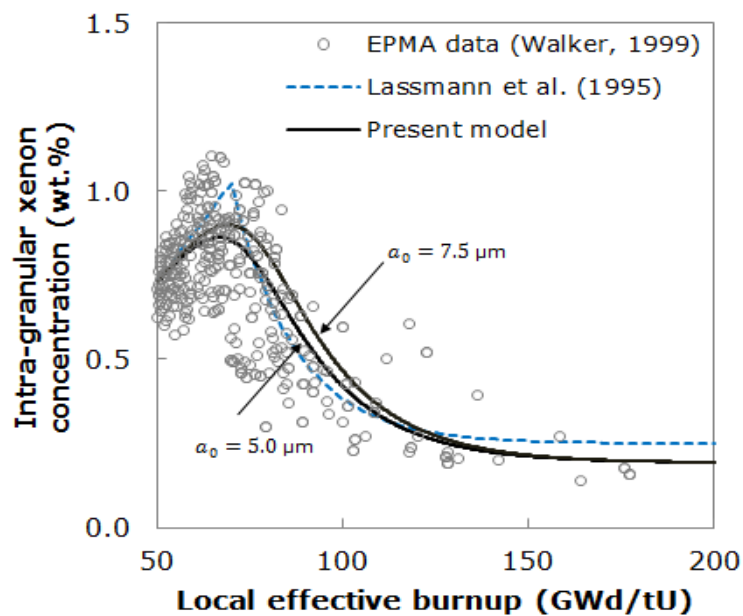 1.5
EPMA data (Walker, 1999)
Lassmann et al. (1995)
Present model
1.0
0.5
0.0
Intra-granular xenon
concentration (wt.%)
a₀ = 7.5 µm
a₀ = 5.0 µm
50
100
150
200
Local effective burnup (GWd/tU)